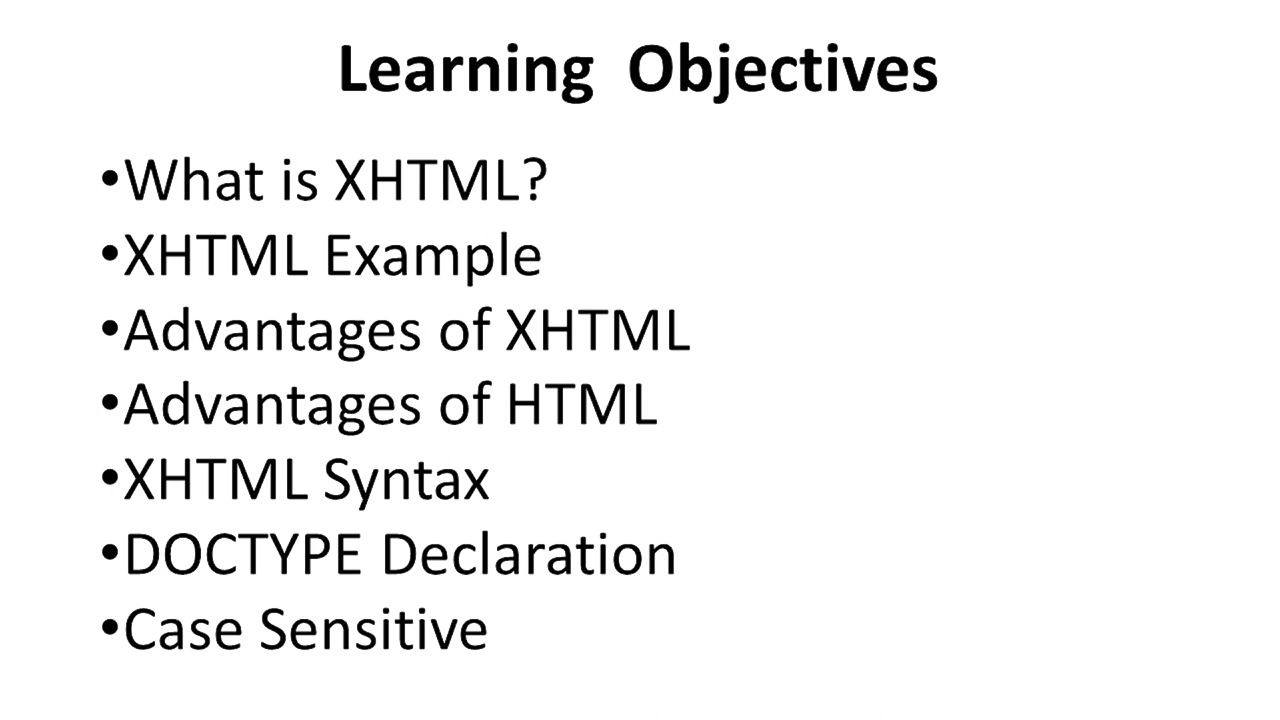 Learning Objectives
•What is XHTML?
•XHTML Example
•Advantages of XHTML
•Advantages of HTML
•XHTML Syntax
•DOCTYPE Declaration
•Case Sensitive